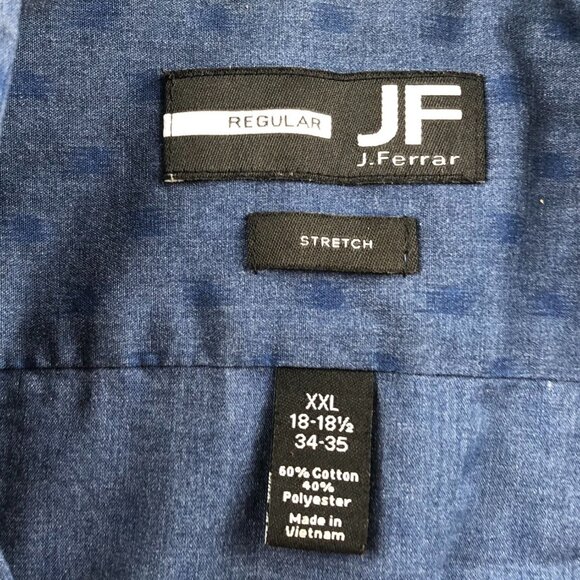 REGULAR
JF
J.Ferrar
STRETCH
XXL
18-18½
34-35
60% Cotton
40%
Polyester
Made in
Vietnam